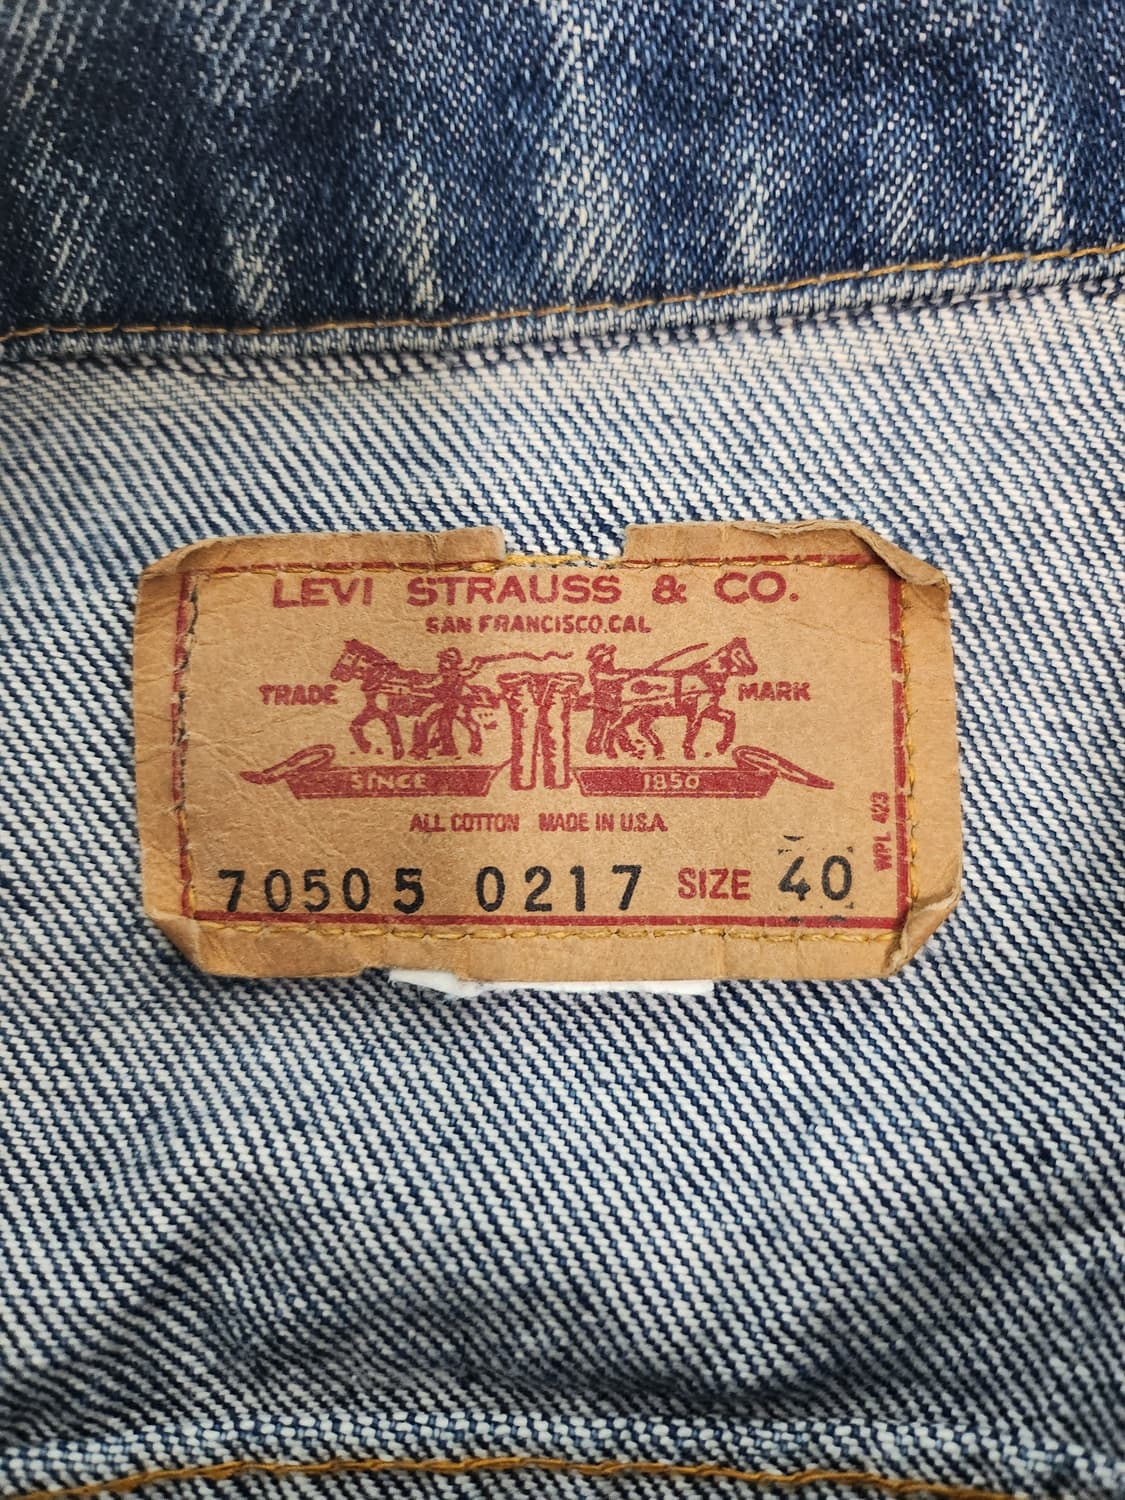 LEVI STRAUSS & CO.
SAN FRANCISCO.CAL
TRADE MARK
SINCE 1850
ALL COTTON MADE IN U.S.A.
WPL 423
70505 0217 SIZE 40